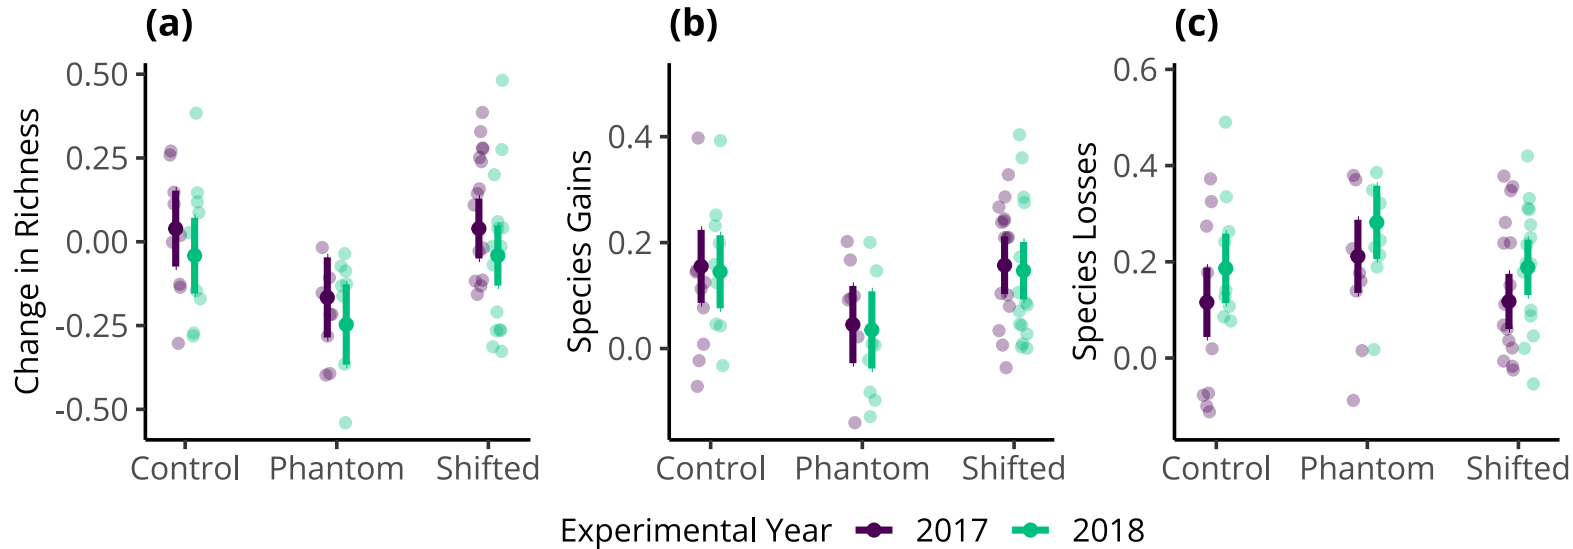 (a)
Change in Richness
0.50
0.25
0.00
-0.25
-0.50
Control Phantom Shifted
(b)
Species Gains
0.4
0.2
0.0
Control Phantom Shifted
(c)
Species Losses
0.6
0.4
0.2
0.0
Control Phantom Shifted
Experimental Year 2017 2018